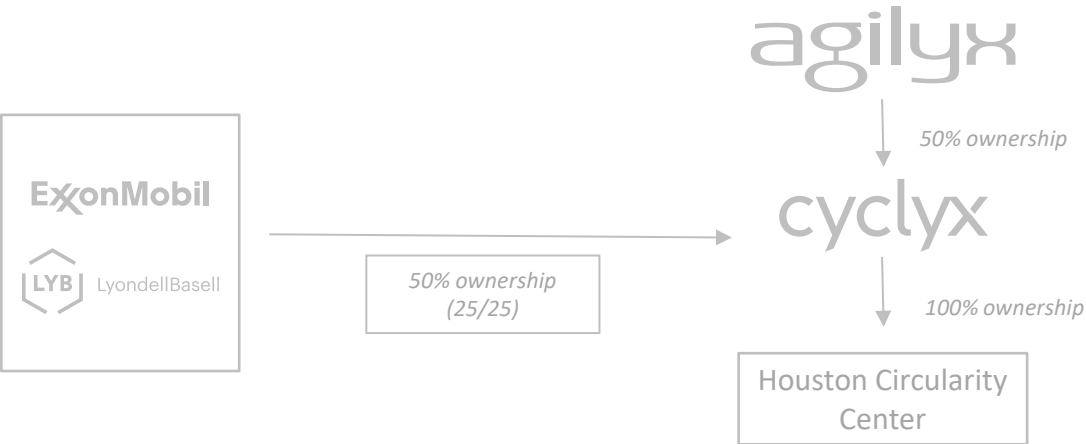 agilyx
50% ownership
ExxonMobil
LYB LyondellBasell
cyclyx
50% ownership
(25/25)
100% ownership
Houston Circularity
Center